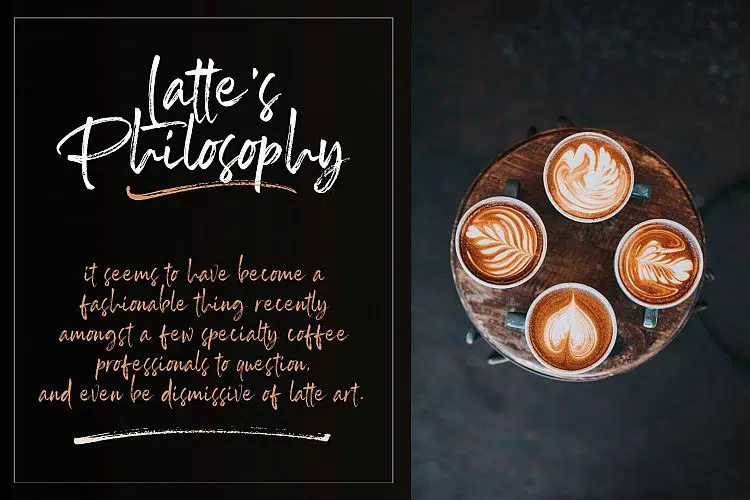 Latte's
Philosophy
it seems to have become a
fashionable thing recently
amongst a few specialty coffee
professionals to question,
and even be dismissive of latte art.